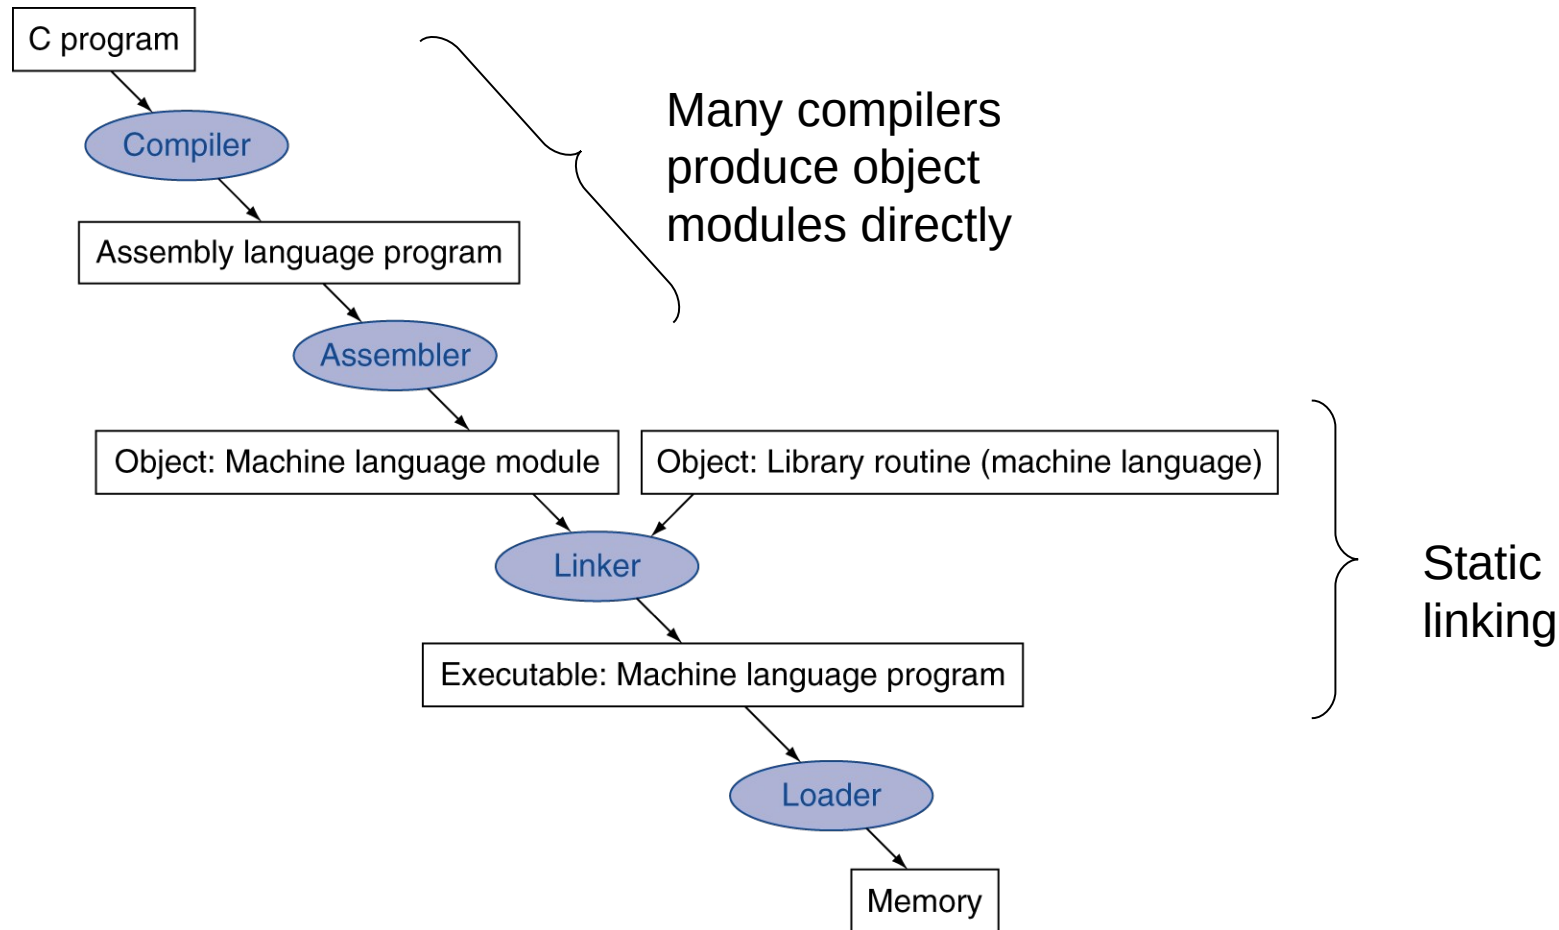 C program
Many compilers
produce object
modules directly
Compiler
Assembly language program
Assembler
Object: Machine language module
Object: Library routine (machine language)
Linker
Static
linking
Executable: Machine language program
Loader
Memory